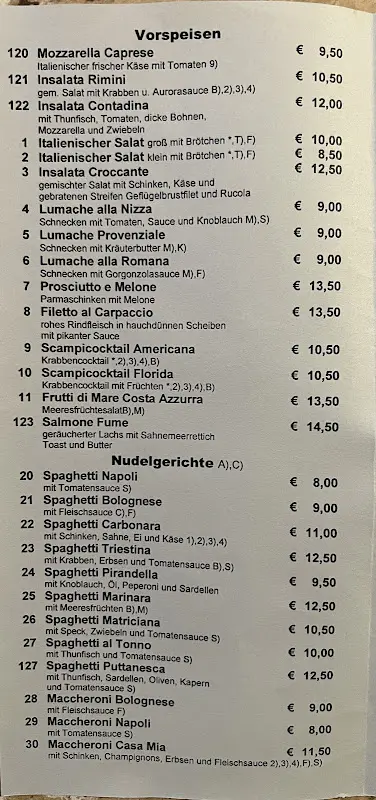 Vorspeisen
120 Mozzarella Caprese € 9,50
Italienischer frischer Käse mit Tomaten 9)
121 Insalata Rimini € 10,50
gem. Salat mit Krabben u. Aurorasauce B),2),3),4)
122 Insalata Contadina € 12,00
mit Thunfisch, Tomaten, dicke Bohnen,
Mozzarella und Zwiebeln
1 Italienischer Salat groß mit Brötchen *,T),F) € 10,00
2 Italienischer Salat klein mit Brötchen *,T),F) € 8,50
3 Insalata Croccante € 12,50
gemischter Salat mit Schinken, Käse und
gebratenen Streifen Geflügelbrustfilet und Rucola
4 Lumache alla Nizza € 9,00
Schnecken mit Tomaten, Sauce und Knoblauch M),S)
5 Lumache Provenziale € 9,00
Schnecken mit Kräuterbutter M),K)
6 Lumache alla Romana € 9,00
Schnecken mit Gorgonzolasauce M),F)
7 Prosciutto e Melone € 13,50
Parmaschinken mit Melone
8 Filetto al Carpaccio € 13,50
rohes Rindfleisch in hauchdünnen Scheiben
mit pikanter Sauce
9 Scampicocktail Americana € 10,50
Krabbencocktail *,2),3),4),B)
10 Scampicocktail Florida € 10,50
Krabbencocktail mit Früchten *,2),3),4),B)
11 Frutti di Mare Costa Azzurra € 13,50
MeeresfrüchtesalatB),M)
123 Salmone Fume € 14,50
geräucherter Lachs mit Sahnemeerrettich
Toast und Butter
Nudelgerichte A),C)
20 Spaghetti Napoli € 8,00
mit Tomatensauce S)
21 Spaghetti Bolognese € 9,00
mit Fleischsauce C),F)
22 Spaghetti Carbonara € 11,00
mit Schinken, Sahne, Ei und Käse 1),2),3),4)
23 Spaghetti Triestina € 12,50
mit Krabben, Erbsen und Tomatensauce B),S)
24 Spaghetti Pirandella € 9,50
mit Knoblauch, Öl, Peperoni und Sardellen
25 Spaghetti Marinara € 12,50
mit Meeresfrüchten B),M)
26 Spaghetti Matriciana € 10,50
mit Speck, Zwiebeln und Tomatensauce S)
27 Spaghetti al Tonno € 10,00
mit Thunfisch und Tomatensauce S)
127 Spaghetti Puttanesca € 12,50
mit Thunfisch, Sardellen, Oliven, Kapern
und Tomatensauce S)
28 Maccheroni Bolognese € 9,00
mit Fleischsauce F)
29 Maccheroni Napoli € 8,00
mit Tomatensauce S)
30 Maccheroni Casa Mia € 11,50
mit Schinken, Champignons, Erbsen und Fleischsauce 2),3),4),F),S)